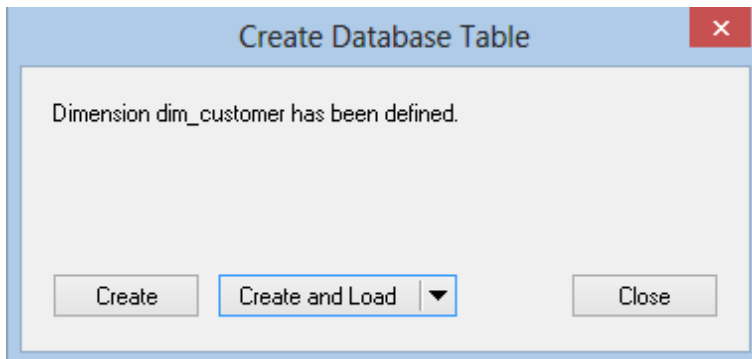 Create Database Table
Dimension dim_customer has been defined.
Create
Create and Load
Close